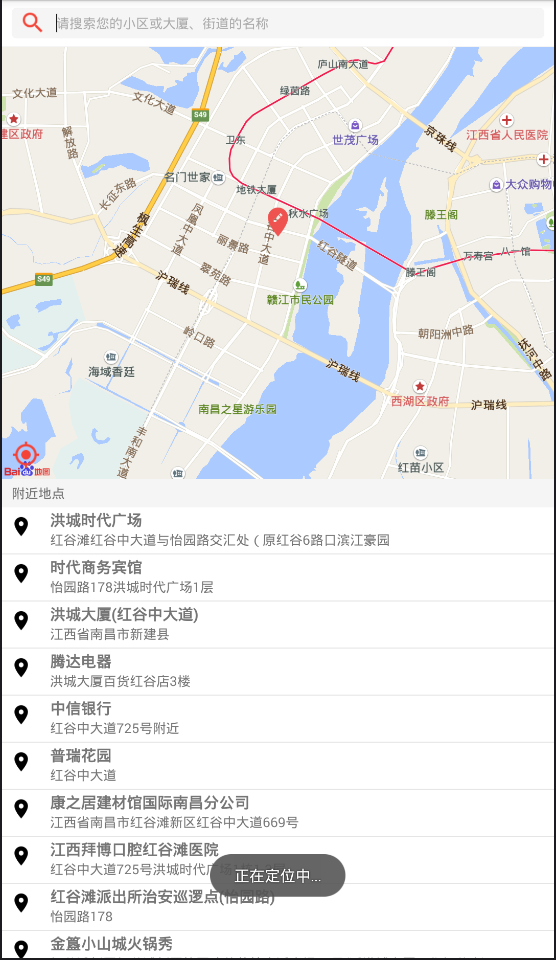 请搜索您的小区或大厦、街道的名称
庐山南大道
绿茵路
文化大道
文化大道
S49
建区政府
解放路
卫东
世茂广场
京珠线
江西省人民医院
名门世家
地铁大厦
大众购物
长征东路
凤凰中大道
秋水广场
滕王阁
枫生高速
丽景路
中大道
红谷隧道
万寿宫
八一馆
翠苑路
滕王阁
S49
沪瑞线
赣江市民公园
岭口路
朝阳洲中路
抚河中路
海域香廷
沪瑞线
西湖区政府
沪瑞线
南昌之星游乐园
丰和南大道
红苗小区
Bai地图
附近地点
洪城时代广场
红谷滩红谷中大道与怡园路交汇处（原红谷6路口滨江豪园
时代商务宾馆
怡园路178洪城时代广场1层
洪城大厦(红谷中大道)
江西省南昌市新建县
腾达电器
洪城大厦百货红谷店3楼
中信银行
红谷中大道725号附近
普瑞花园
红谷中大道
康之居建材馆国际南昌分公司
江西省南昌市红谷滩新区红谷中大道669号
江西拜博口腔红谷滩医院
红谷中大道725号洪城时代广
正在定位中...
红谷滩派出所治安巡逻点(怡园路)
怡园路178
金簋小山城火锅秀